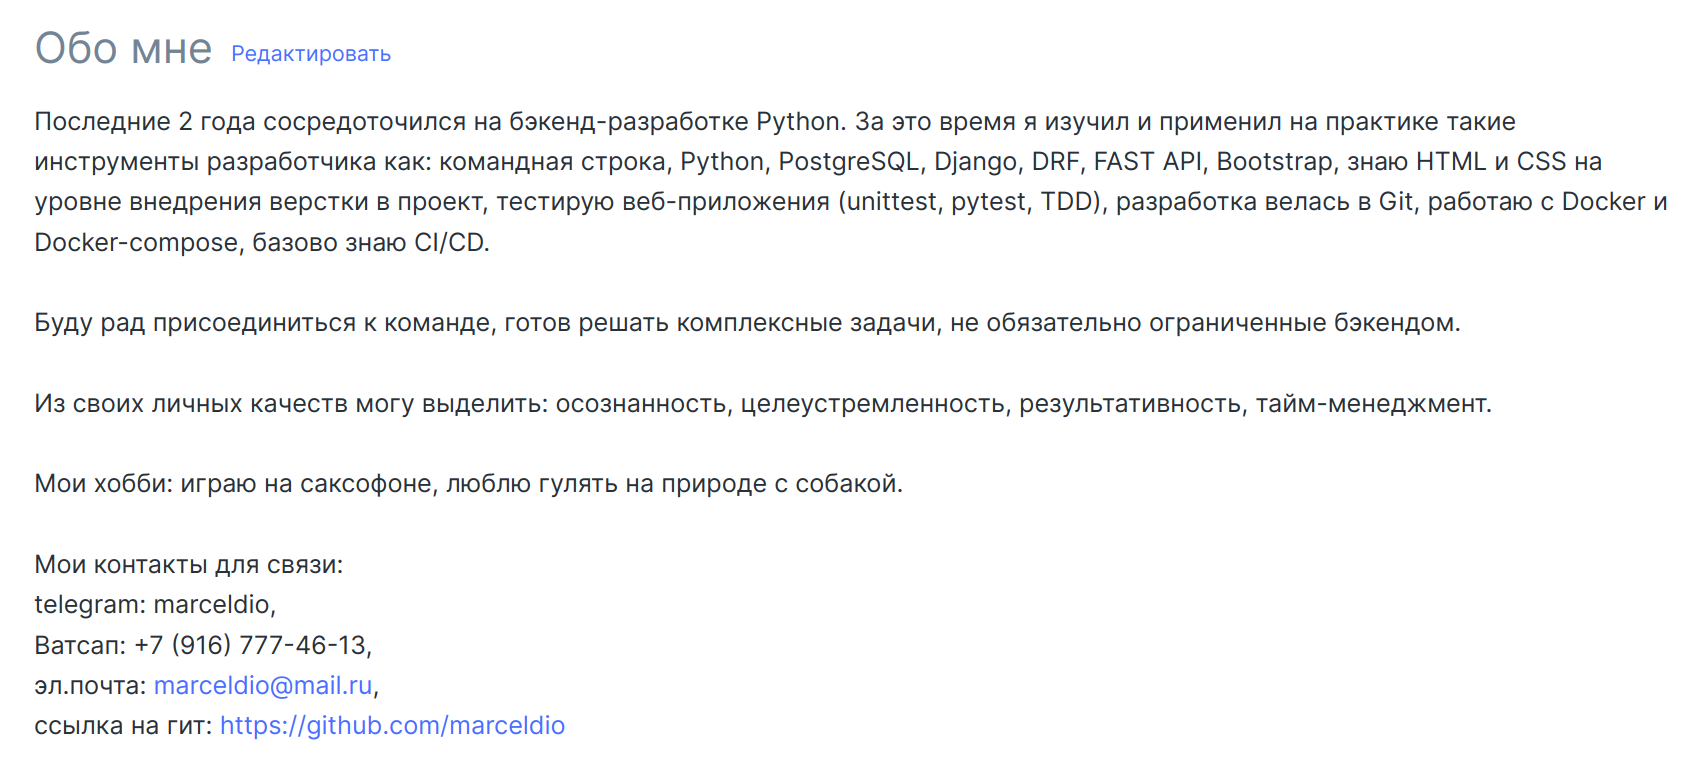 Обо мне Редактировать
Последние 2 года сосредоточился на бэкенд-разработке Python. За это время я изучил и применил на практике такие
инструменты разработчика как: командная строка, Python, PostgreSQL, Django, DRF, FAST API, Bootstrap, знаю HTML и CSS на
уровне внедрения верстки в проект, тестирую веб-приложения (unittest, pytest, TDD), разработка велась в Git, работаю с Docker и
Docker-compose, базово знаю CI/CD.
Буду рад присоединиться к команде, готов решать комплексные задачи, не обязательно ограниченные бэкендом.
Из своих личных качеств могу выделить: осознанность, целеустремленность, результативность, тайм-менеджмент.
Мои хобби: играю на саксофоне, люблю гулять на природе с собакой.
Мои контакты для связи:
telegram: marceldio,
Ватсап: +7 (916) 777-46-13,
эл.почта: marceldio@mail.ru,
ссылка на гит: https://github.com/marceldio